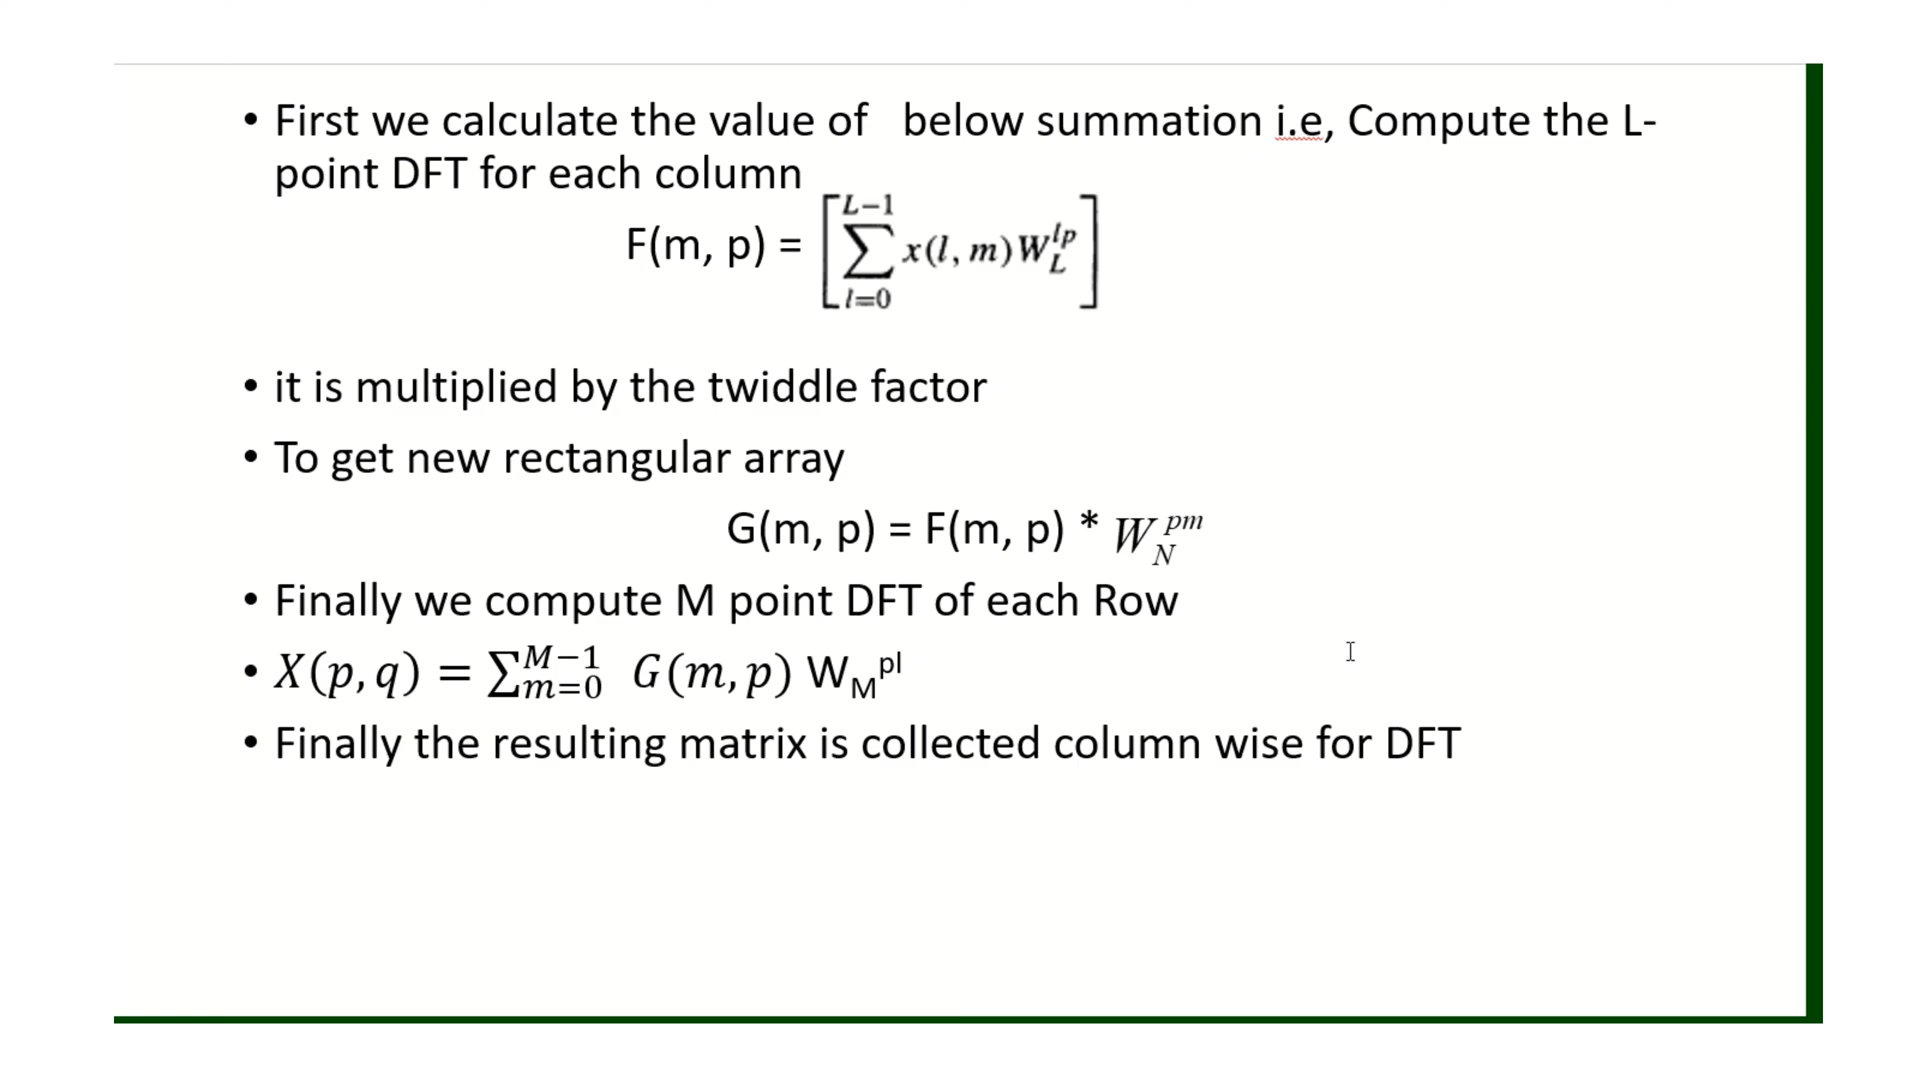 • First we calculate the value of below summation i.e, Compute the L-
point DFT for each column
F(m, p) = [∑_{l=0}^{L−1} x(l, m) W_L^{lp}]
• it is multiplied by the twiddle factor
• To get new rectangular array
G(m, p) = F(m, p) * W_N^{pm}
• Finally we compute M point DFT of each Row
• X(p, q) = ∑_{m=0}^{M−1} G(m, p) W_M^{pl}
• Finally the resulting matrix is collected column wise for DFT